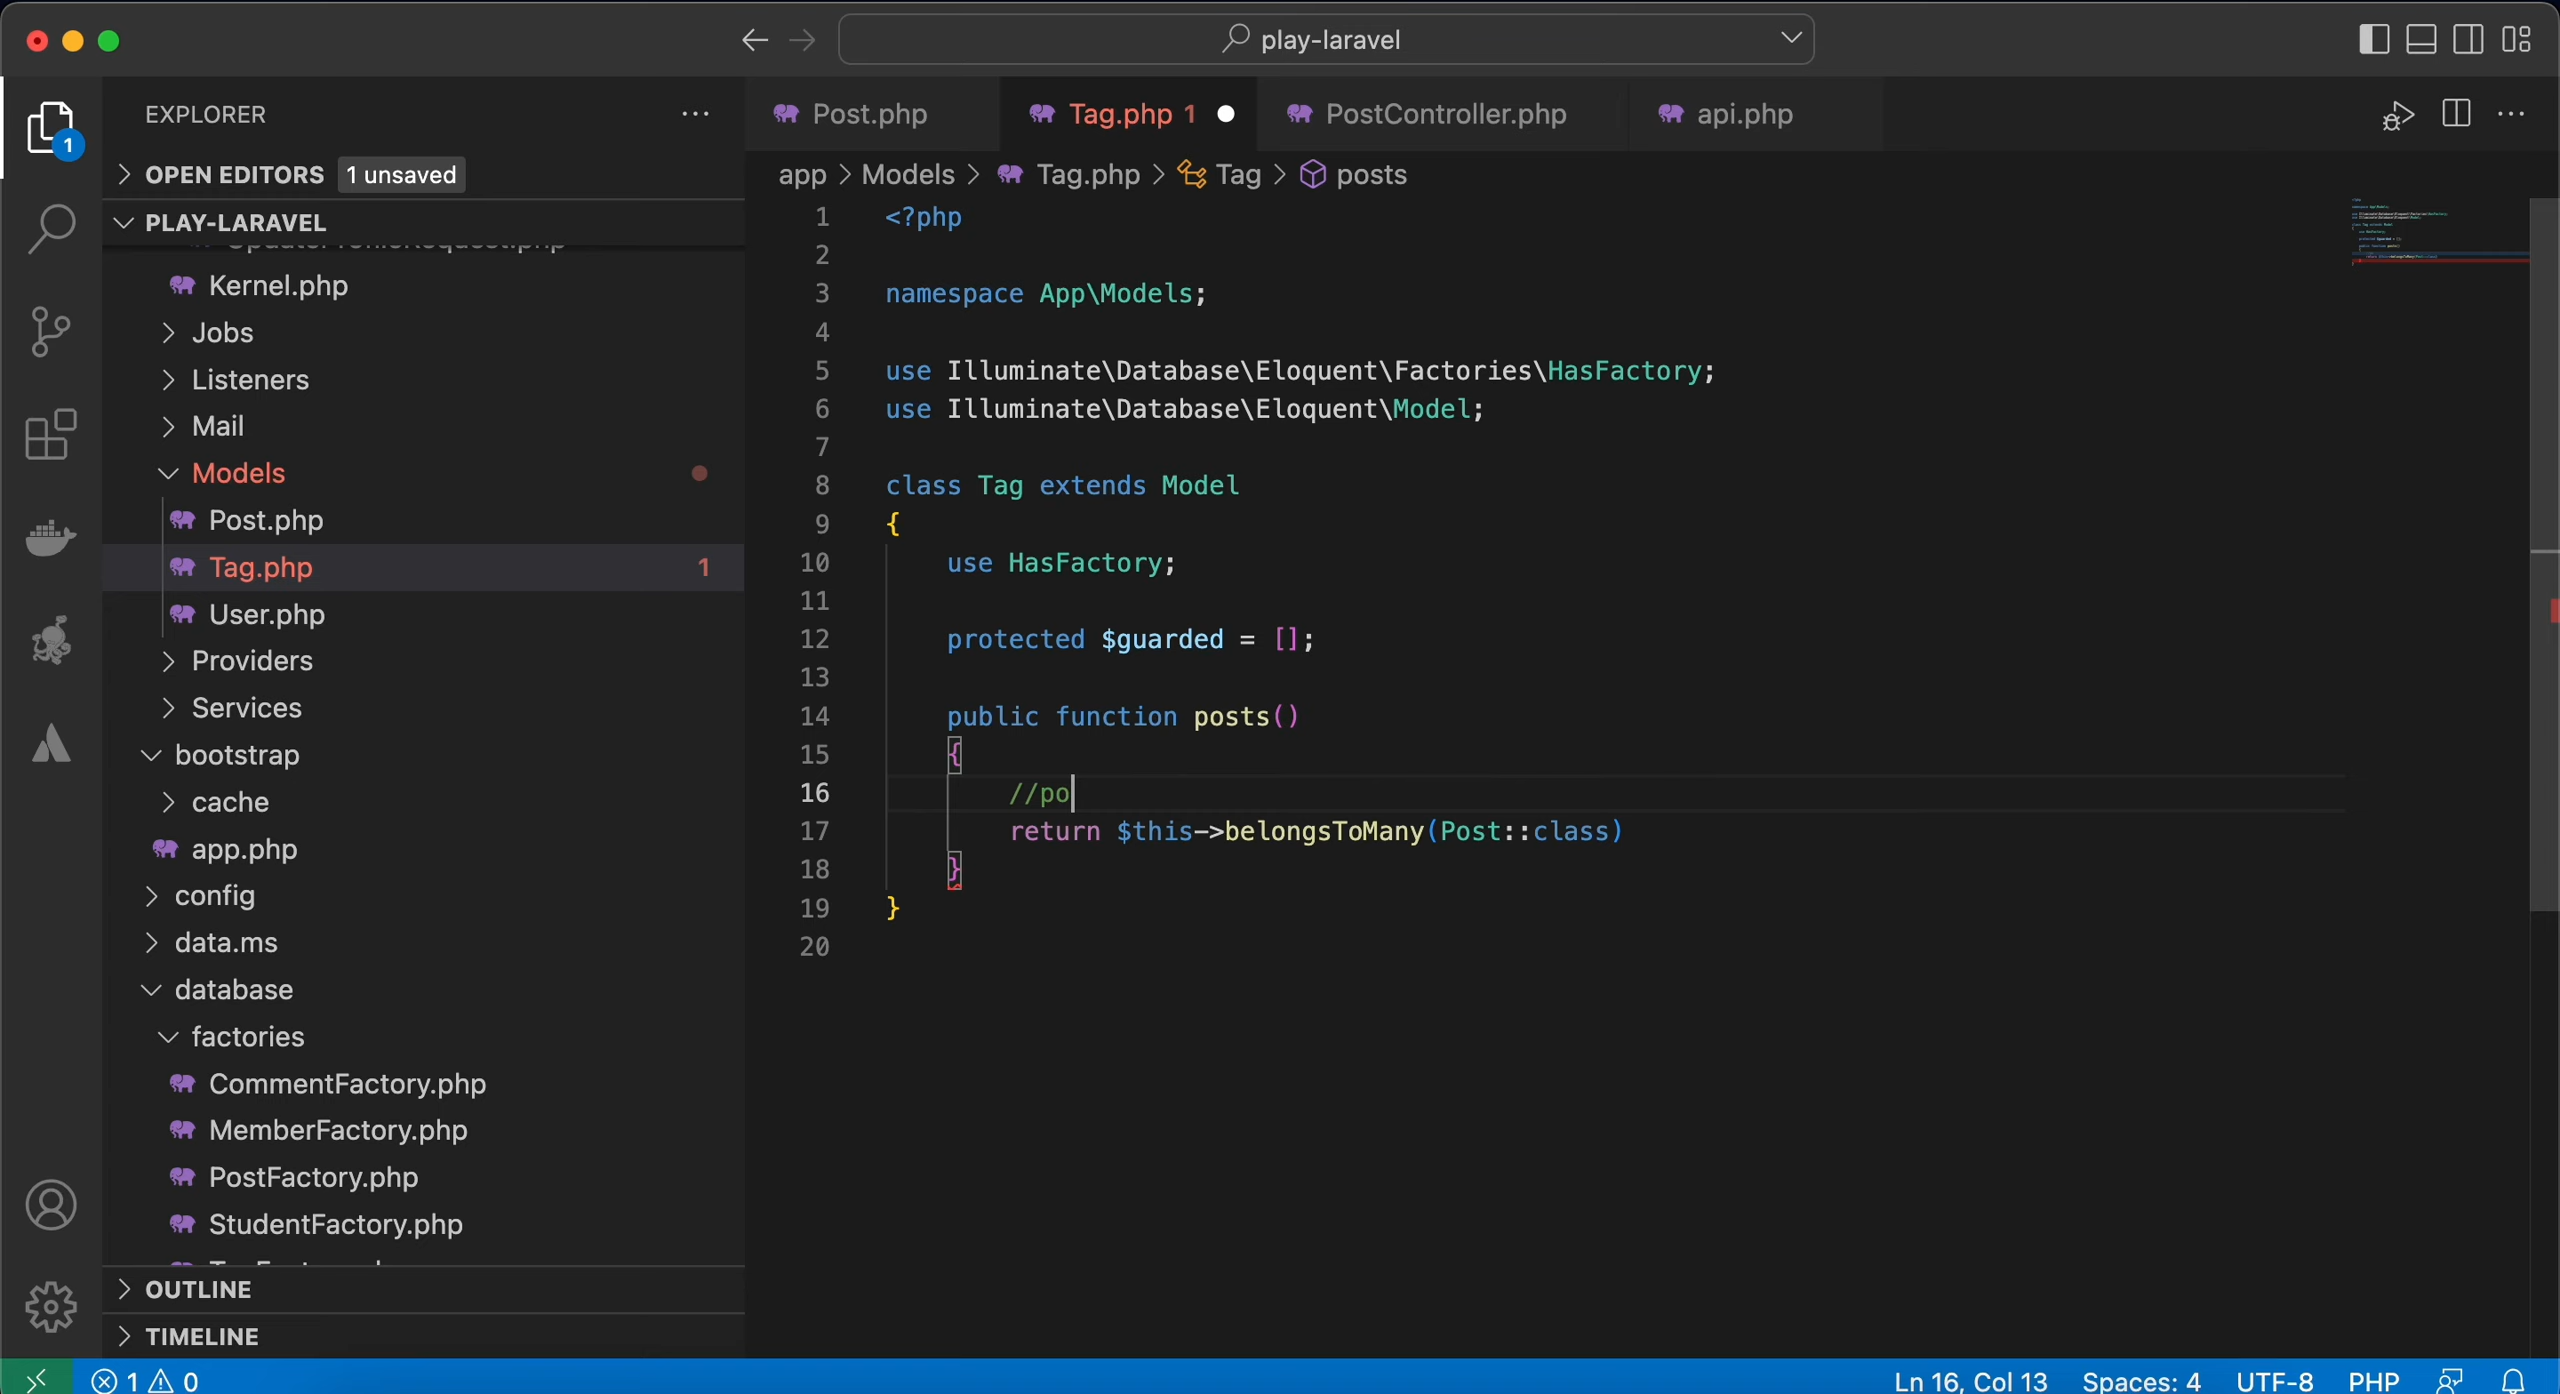 play-laravel
EXPLORER
Post.php
Tag.php 1
PostController.php
api.php
1
OPEN EDITORS 1 unsaved
app > Models > Tag.php > Tag > posts
PLAY-LARAVEL
Kernel.php
Jobs
Listeners
Mail
Models
Post.php
Tag.php 1
User.php
Providers
Services
bootstrap
cache
app.php
config
data.ms
database
factories
CommentFactory.php
MemberFactory.php
PostFactory.php
StudentFactory.php
OUTLINE
TIMELINE
1 <?php
2
3 namespace App\Models;
4
5 use Illuminate\Database\Eloquent\Factories\HasFactory;
6 use Illuminate\Database\Eloquent\Model;
7
8 class Tag extends Model
9 {
10 use HasFactory;
11
12 protected $guarded = [];
13
14 public function posts()
15 {
16 //po
17 return $this->belongsToMany(Post::class)
18 }
19 }
20
1 0
Ln 16, Col 13 Spaces: 4 UTF-8 PHP